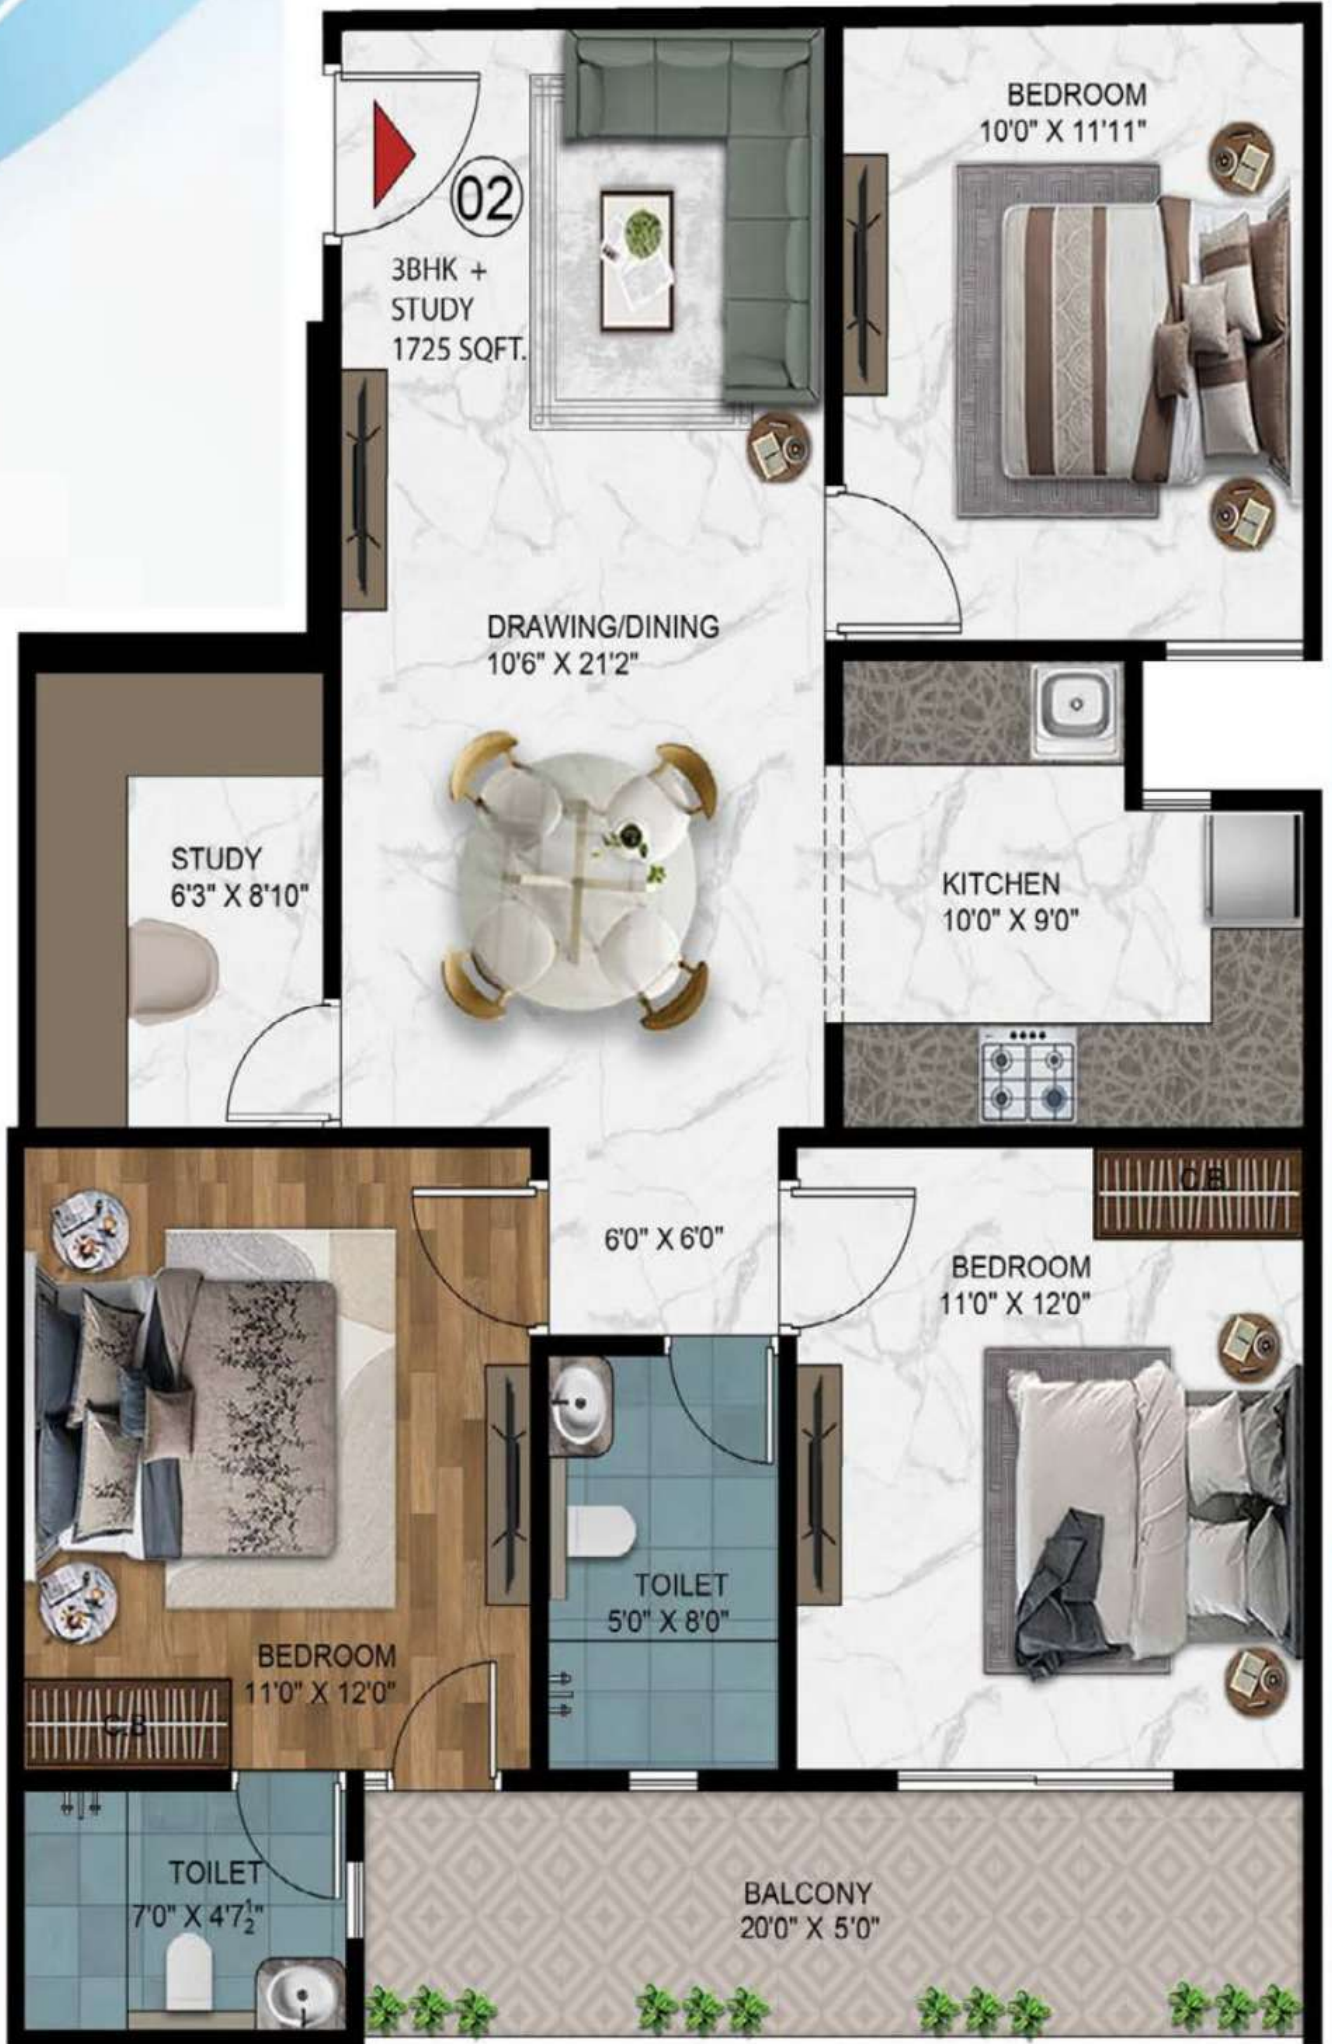 BEDROOM
10'0" X 11'11"
02
3BHK +
STUDY
1725 SQFT.
DRAWING/DINING
10'6" X 21'2"
STUDY
6'3" X 8'10"
KITCHEN
10'0" X 9'0"
C.B.
6'0" X 6'0"
BEDROOM
11'0" X 12'0"
TOILET
5'0" X 8'0"
BEDROOM
11'0" X 12'0"
C.B
TOILET
7'0" X 4'7½"
BALCONY
20'0" X 5'0"